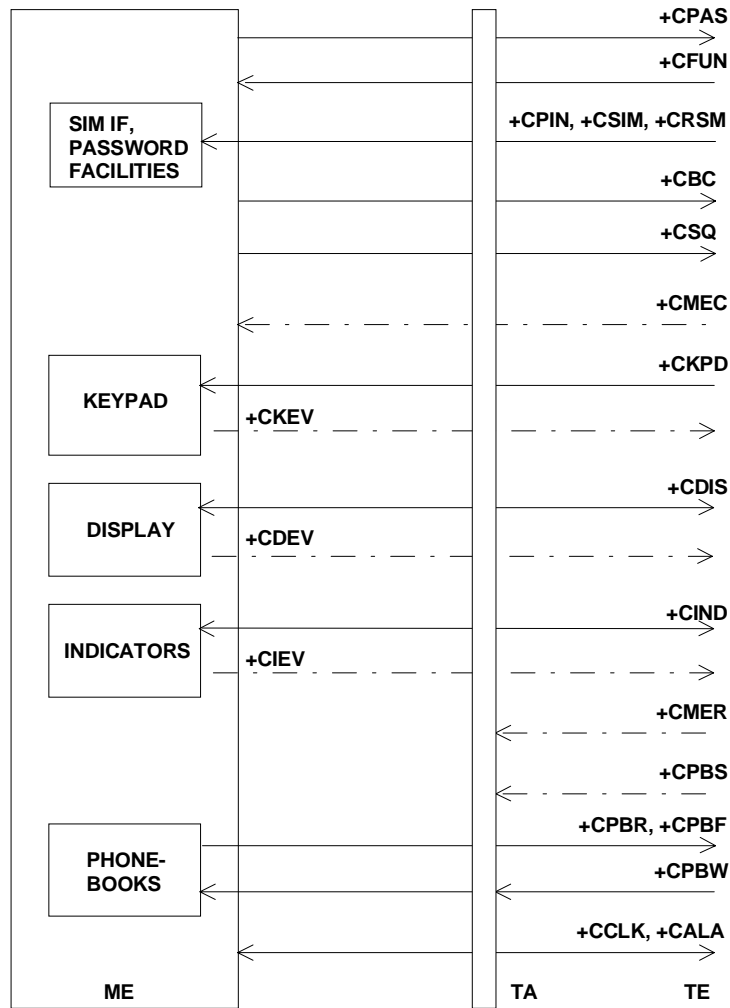 +CPAS
+CFUN
SIM IF,
PASSWORD
FACILITIES
+CPIN, +CSIM, +CRSM
+CBC
+CSQ
+CMEC
+CKPD
KEYPAD
+CKEV
+CDIS
DISPLAY
+CDEV
+CIND
INDICATORS
+CIEV
+CMER
+CPBS
+CPBR, +CPBF
PHONE-
BOOKS
+CPBW
+CCLK, +CALA
ME TA TE